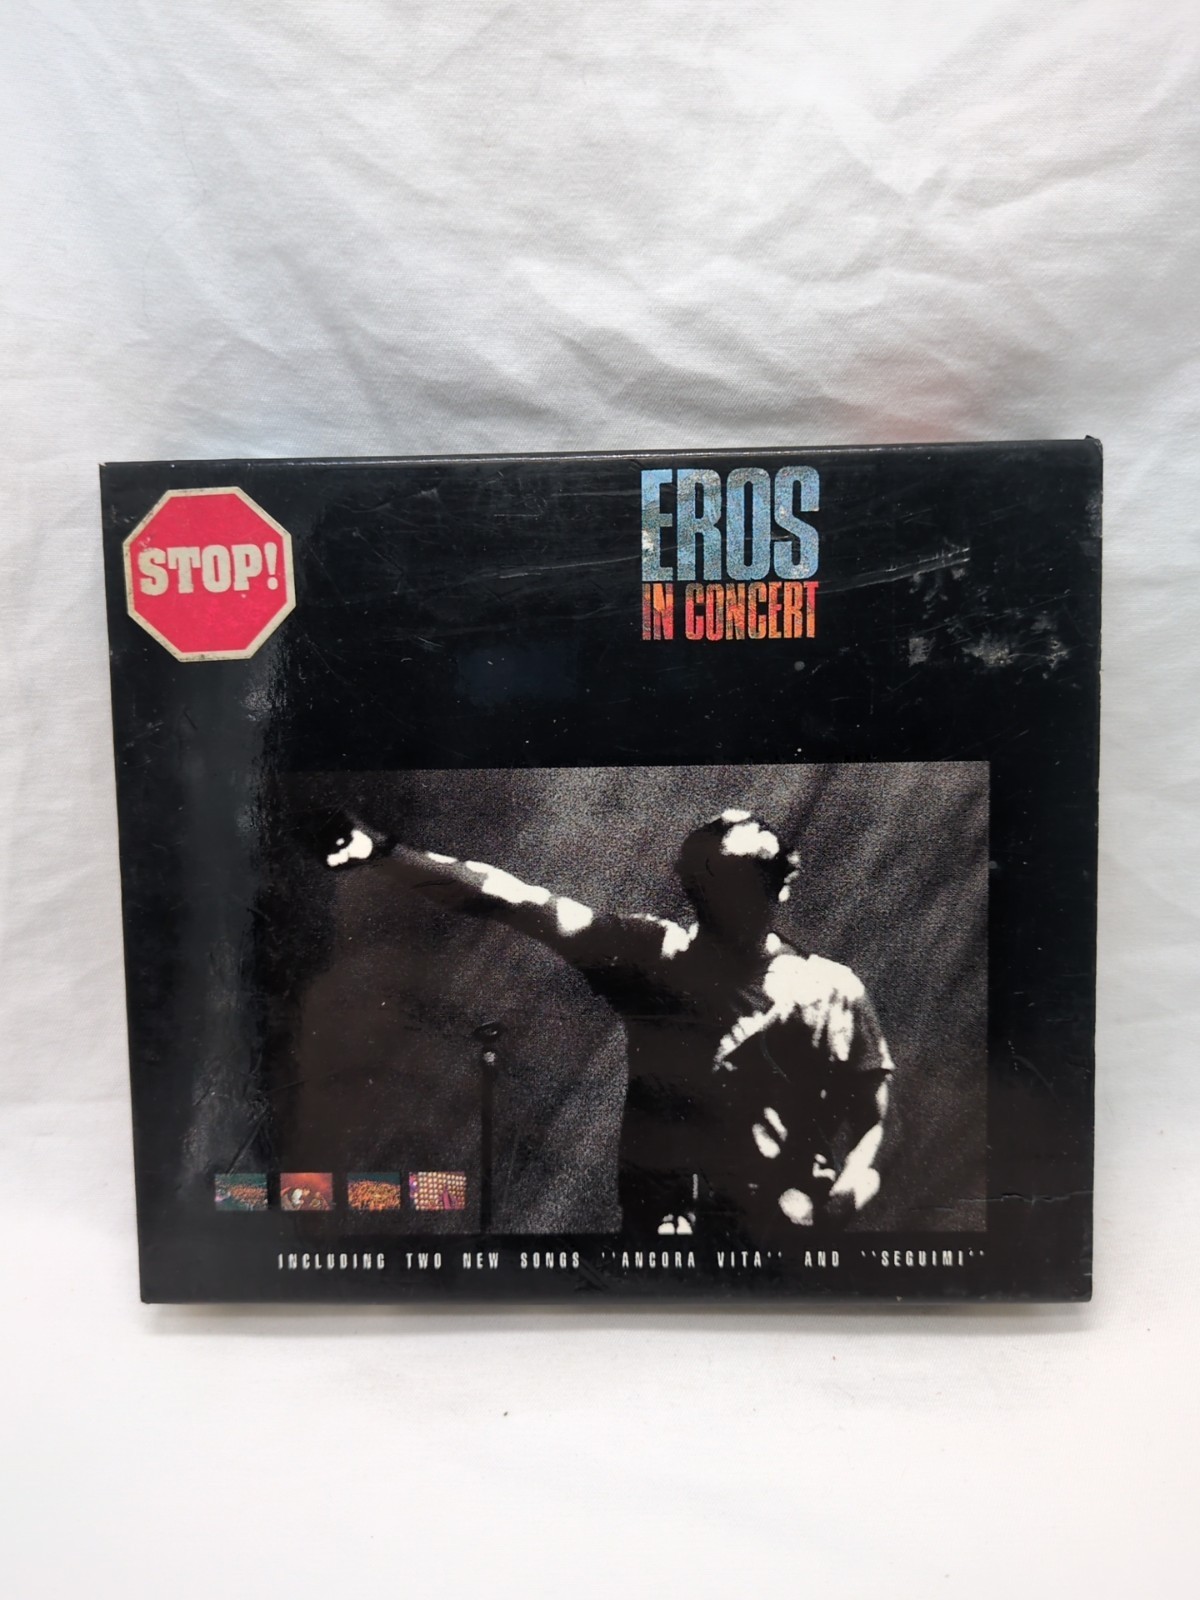 STOP!
EROS
IN CONCERT
INCLUDING TWO NEW SONGS ''ANCORA VITA'' AND ``SEGUIMI``